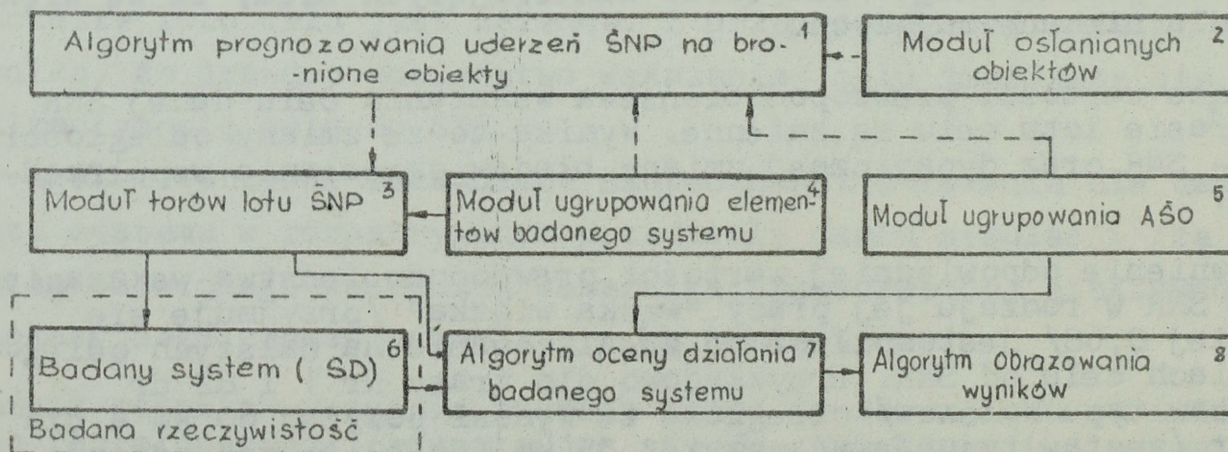 Algorytm prognozowania uderzeń ŚNP na bro-
-nione obiekty
1
Moduł osłanianych
obiektów
2
Moduł torów lotu ŚNP
3
Moduł ugrupowania elemen-
tów badanego systemu
4
Moduł ugrupowania AŚO
5
Badany system ( SD)
6
Badana rzeczywistość
Algorytm oceny działania
badanego systemu
7
Algorytm obrazowania
wyników
8